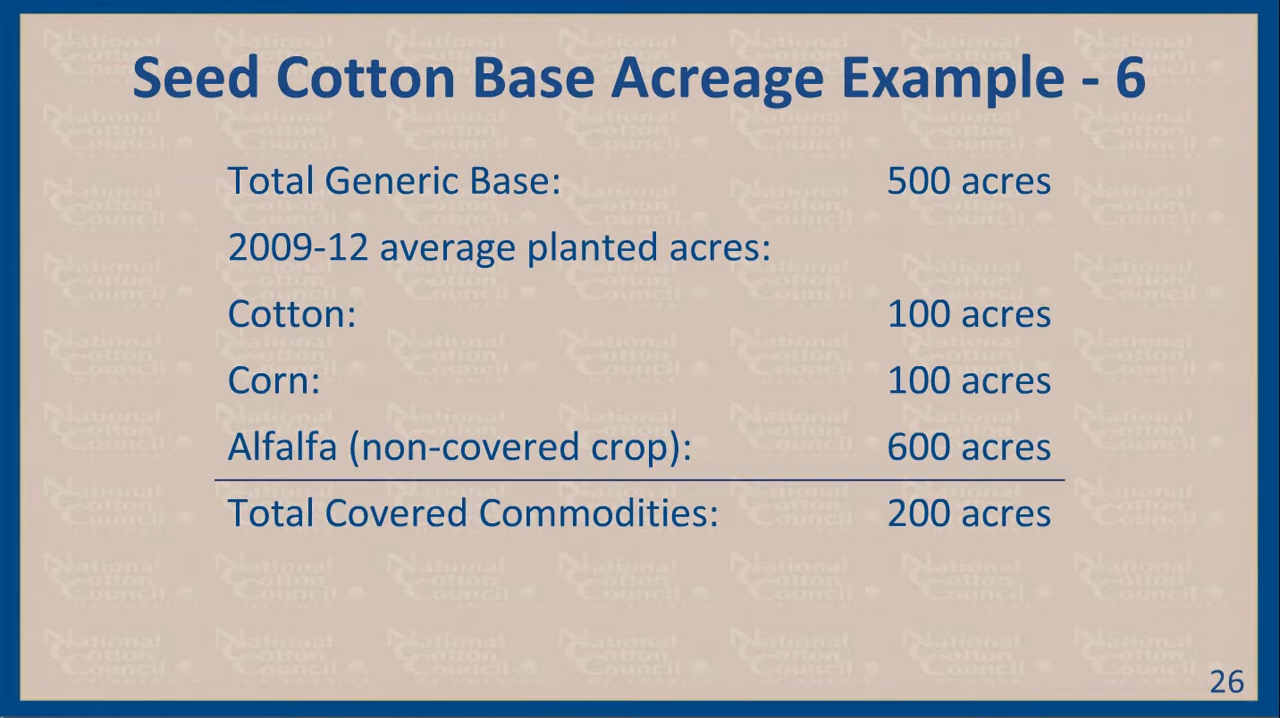 Seed Cotton Base Acreage Example - 6
Total Generic Base: 500 acres
2009-12 average planted acres:
Cotton: 100 acres
Corn: 100 acres
Alfalfa (non-covered crop): 600 acres
Total Covered Commodities: 200 acres
26